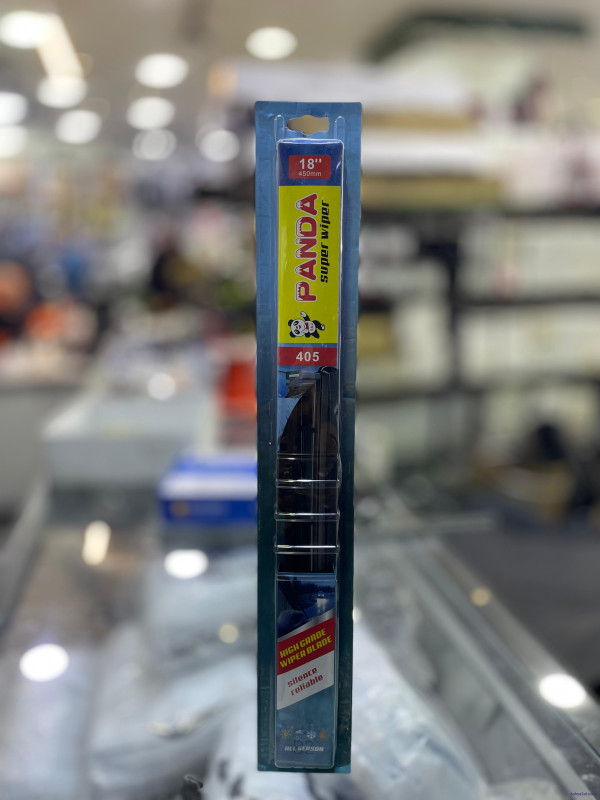 18"
450mm
PANDA
super wiper
405
HIGH GRADE
WIPER BLADE
silence
reliable
ALL SEASON